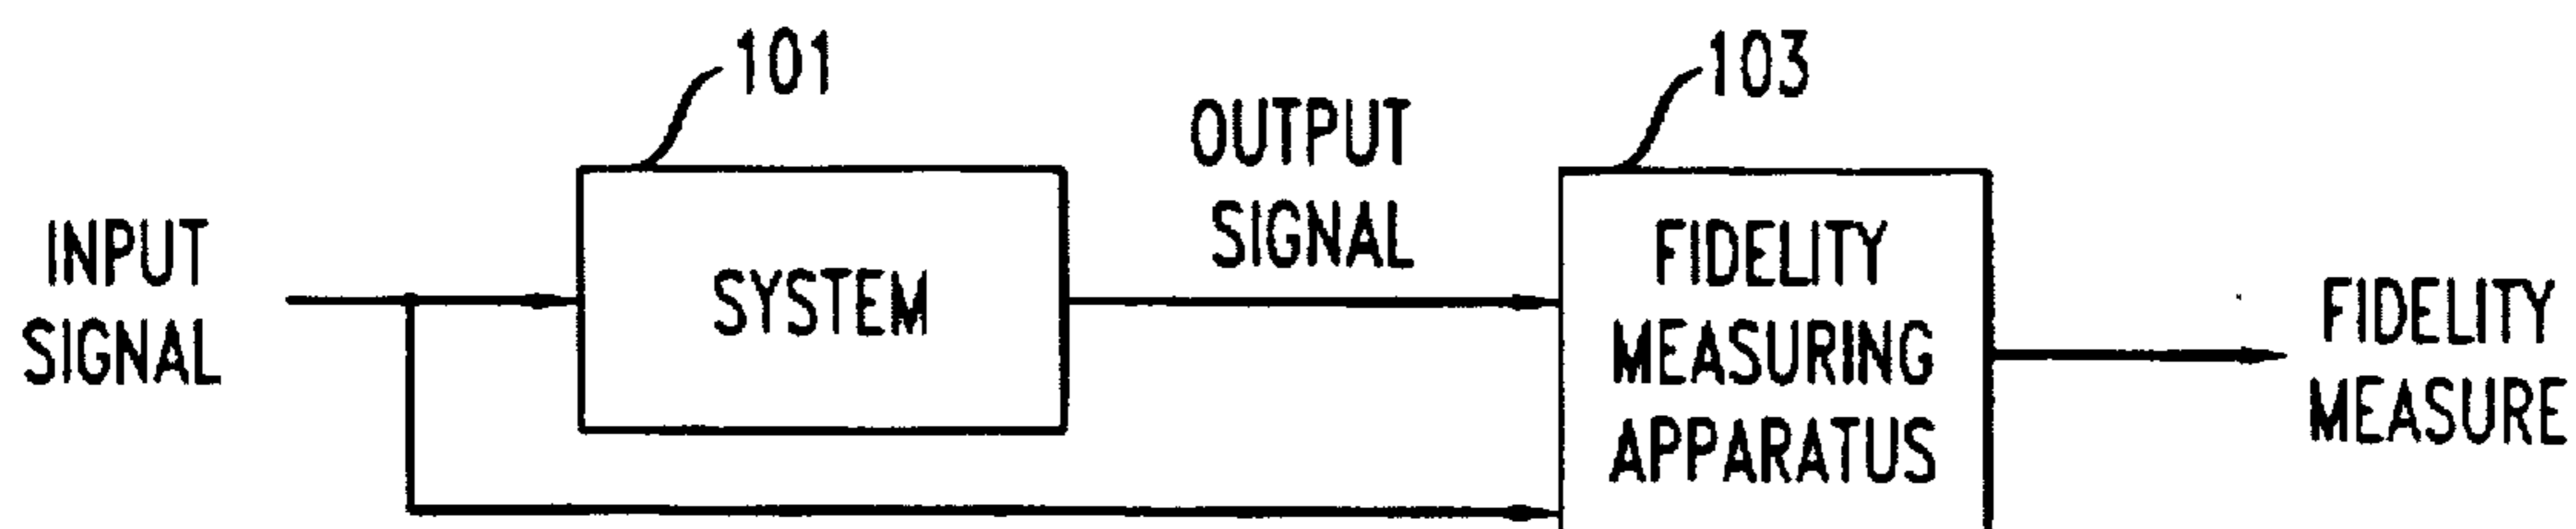 101
103
OUTPUT
SIGNAL
INPUT
SIGNAL
SYSTEM
FIDELITY
MEASURING
APPARATUS
FIDELITY
MEASURE